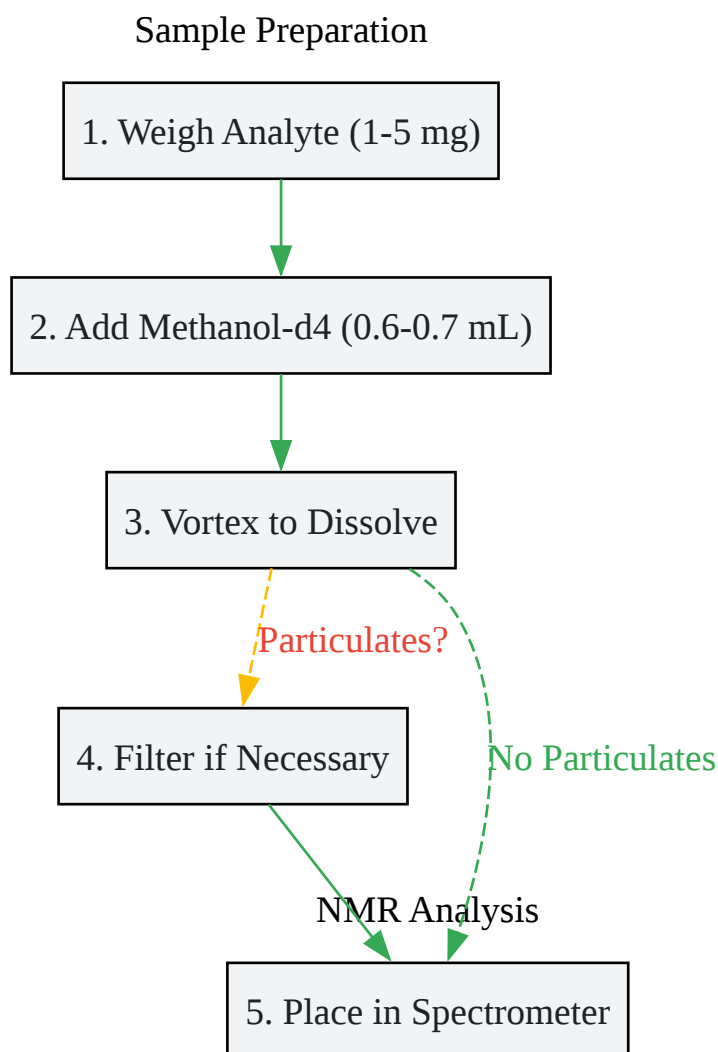 Sample Preparation
1. Weigh Analyte (1-5 mg)
2. Add Methanol-d4 (0.6-0.7 mL)
3. Vortex to Dissolve
Particulates?
4. Filter if Necessary
No Particulates
NMR Analysis
5. Place in Spectrometer